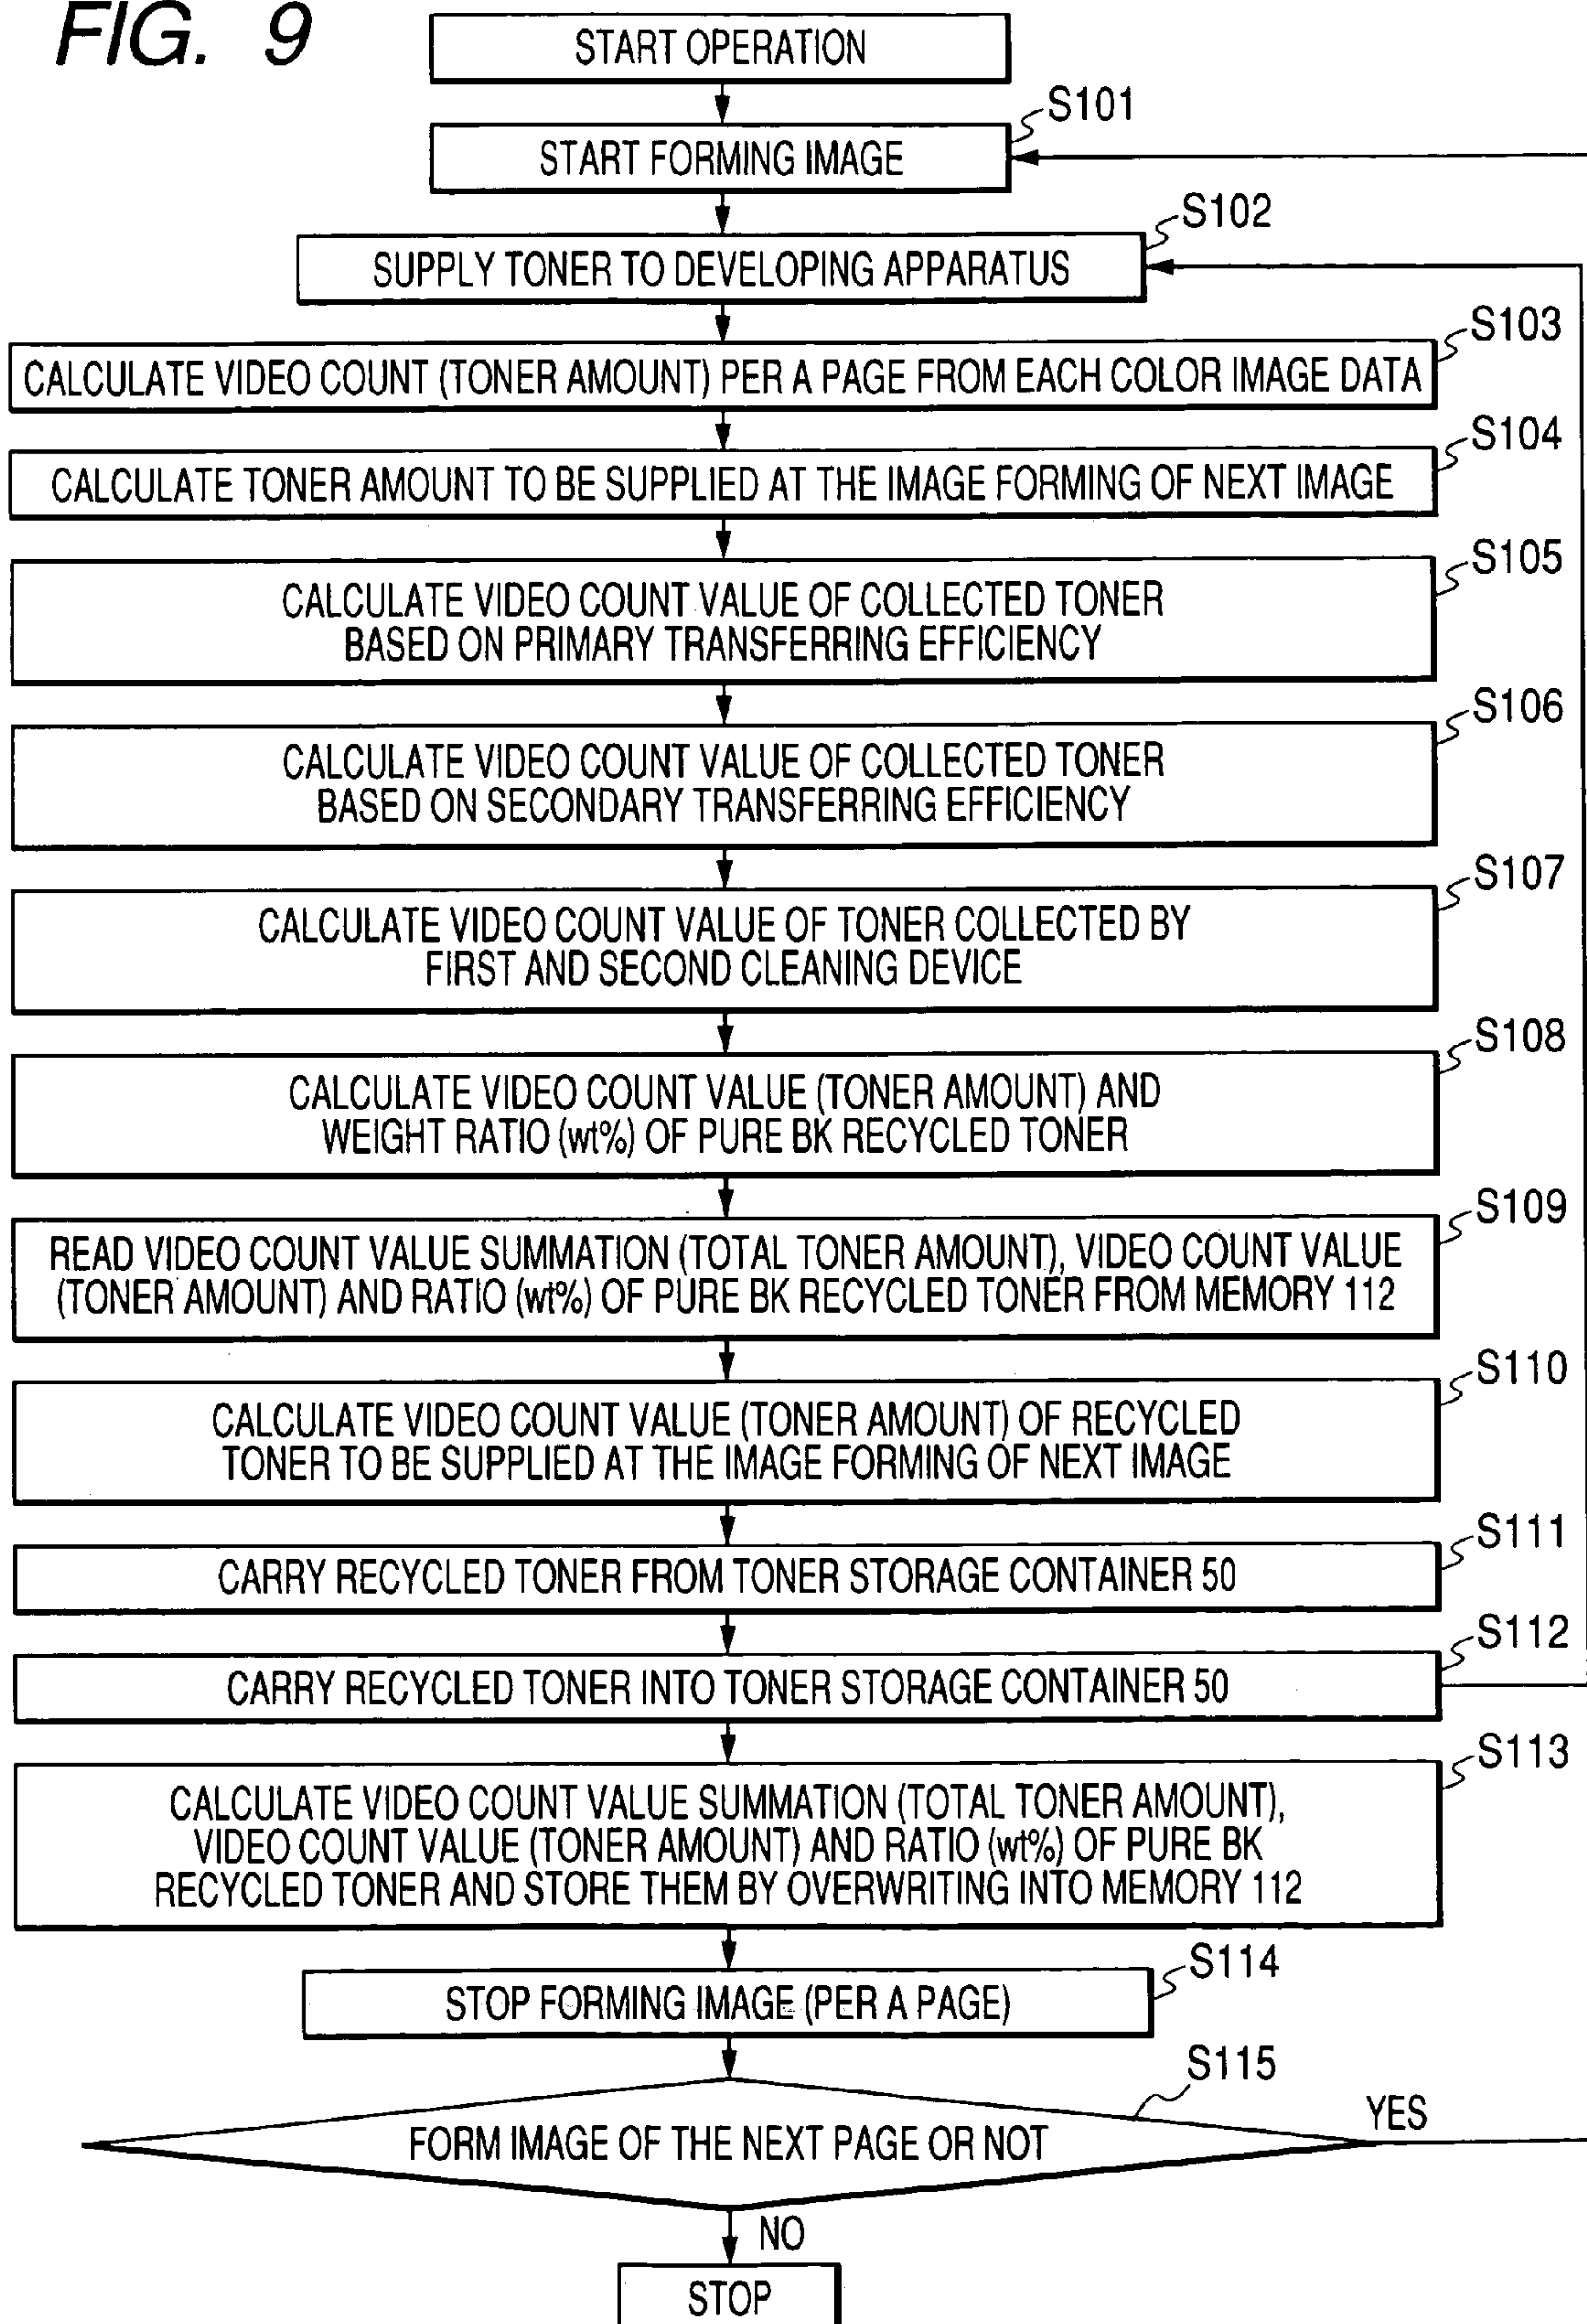 FIG. 9
START OPERATION
S101
START FORMING IMAGE
S102
SUPPLY TONER TO DEVELOPING APPARATUS
S103
CALCULATE VIDEO COUNT (TONER AMOUNT) PER A PAGE FROM EACH COLOR IMAGE DATA
S104
CALCULATE TONER AMOUNT TO BE SUPPLIED AT THE IMAGE FORMING OF NEXT IMAGE
S105
CALCULATE VIDEO COUNT VALUE OF COLLECTED TONER
BASED ON PRIMARY TRANSFERRING EFFICIENCY
S106
CALCULATE VIDEO COUNT VALUE OF COLLECTED TONER
BASED ON SECONDARY TRANSFERRING EFFICIENCY
S107
CALCULATE VIDEO COUNT VALUE OF TONER COLLECTED BY
FIRST AND SECOND CLEANING DEVICE
S108
CALCULATE VIDEO COUNT VALUE (TONER AMOUNT) AND
WEIGHT RATIO (wt%) OF PURE BK RECYCLED TONER
S109
READ VIDEO COUNT VALUE SUMMATION (TOTAL TONER AMOUNT), VIDEO COUNT VALUE
(TONER AMOUNT) AND RATIO (wt%) OF PURE BK RECYCLED TONER FROM MEMORY 112
S110
CALCULATE VIDEO COUNT VALUE (TONER AMOUNT) OF RECYCLED
TONER TO BE SUPPLIED AT THE IMAGE FORMING OF NEXT IMAGE
S111
CARRY RECYCLED TONER FROM TONER STORAGE CONTAINER 50
S112
CARRY RECYCLED TONER INTO TONER STORAGE CONTAINER 50
S113
CALCULATE VIDEO COUNT VALUE SUMMATION (TOTAL TONER AMOUNT),
VIDEO COUNT VALUE (TONER AMOUNT) AND RATIO (wt%) OF PURE BK
RECYCLED TONER AND STORE THEM BY OVERWRITING INTO MEMORY 112
S114
STOP FORMING IMAGE (PER A PAGE)
S115
FORM IMAGE OF THE NEXT PAGE OR NOT
YES
NO
STOP